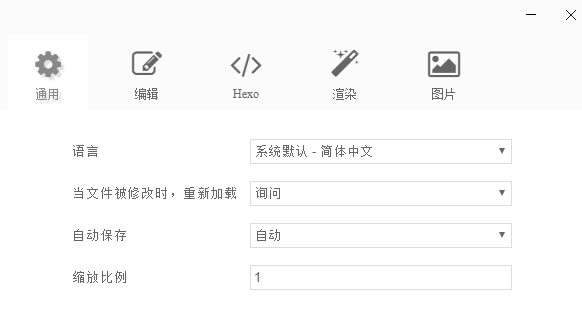 通用 编辑 Hexo 渲染 图片
语言 系统默认 - 简体中文
当文件被修改时，重新加载 询问
自动保存 自动
缩放比例 1